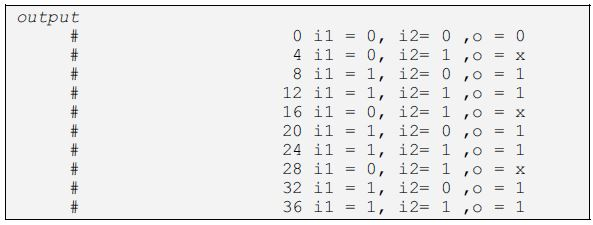 output
# 0 i1 = 0, i2= 0 ,o = 0
# 4 i1 = 0, i2= 1 ,o = x
# 8 i1 = 1, i2= 0 ,o = 1
# 12 i1 = 1, i2= 1 ,o = 1
# 16 i1 = 0, i2= 1 ,o = x
# 20 i1 = 1, i2= 0 ,o = 1
# 24 i1 = 1, i2= 1 ,o = 1
# 28 i1 = 0, i2= 1 ,o = x
# 32 i1 = 1, i2= 0 ,o = 1
# 36 i1 = 1, i2= 1 ,o = 1